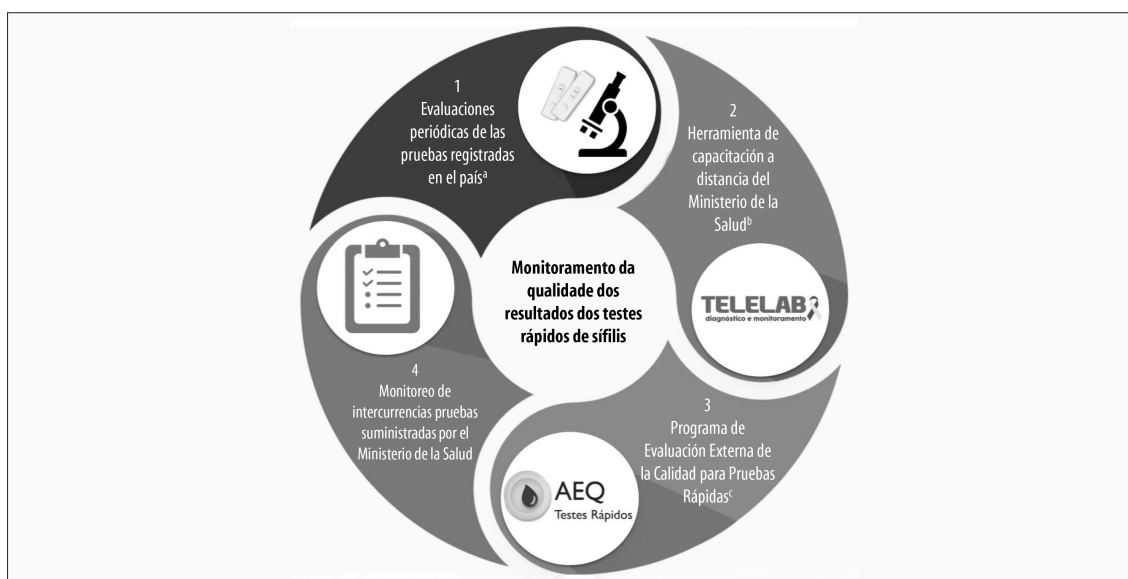 1
Evaluaciones
periódicas de las
pruebas registradas
en el paísᵃ
2
Herramienta de
capacitación a
distancia del
Ministerio de la
Saludᵇ
TELELAB
diagnóstico e monitoramento
Monitoramento da
qualidade dos
resultados dos testes
rápidos de sífilis
3
Programa de
Evaluación Externa de
la Calidad para Pruebas
Rápidasᶜ
AEQ
Testes Rápidos
4
Monitoreo de
intercurrencias pruebas
suministradas por el
Ministerio de la Salud